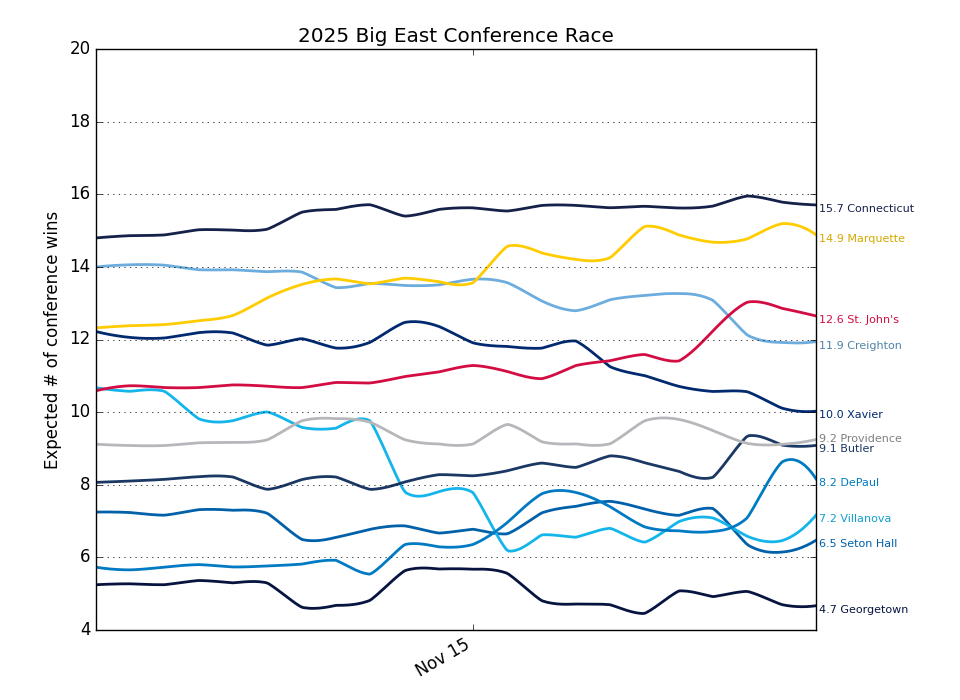 2025 Big East Conference Race
Expected # of conference wins
20
18
16
14
12
10
8
6
4
Nov 15
15.7 Connecticut
14.9 Marquette
12.6 St. John's
11.9 Creighton
10.0 Xavier
9.2 Providence
9.1 Butler
8.2 DePaul
7.2 Villanova
6.5 Seton Hall
4.7 Georgetown